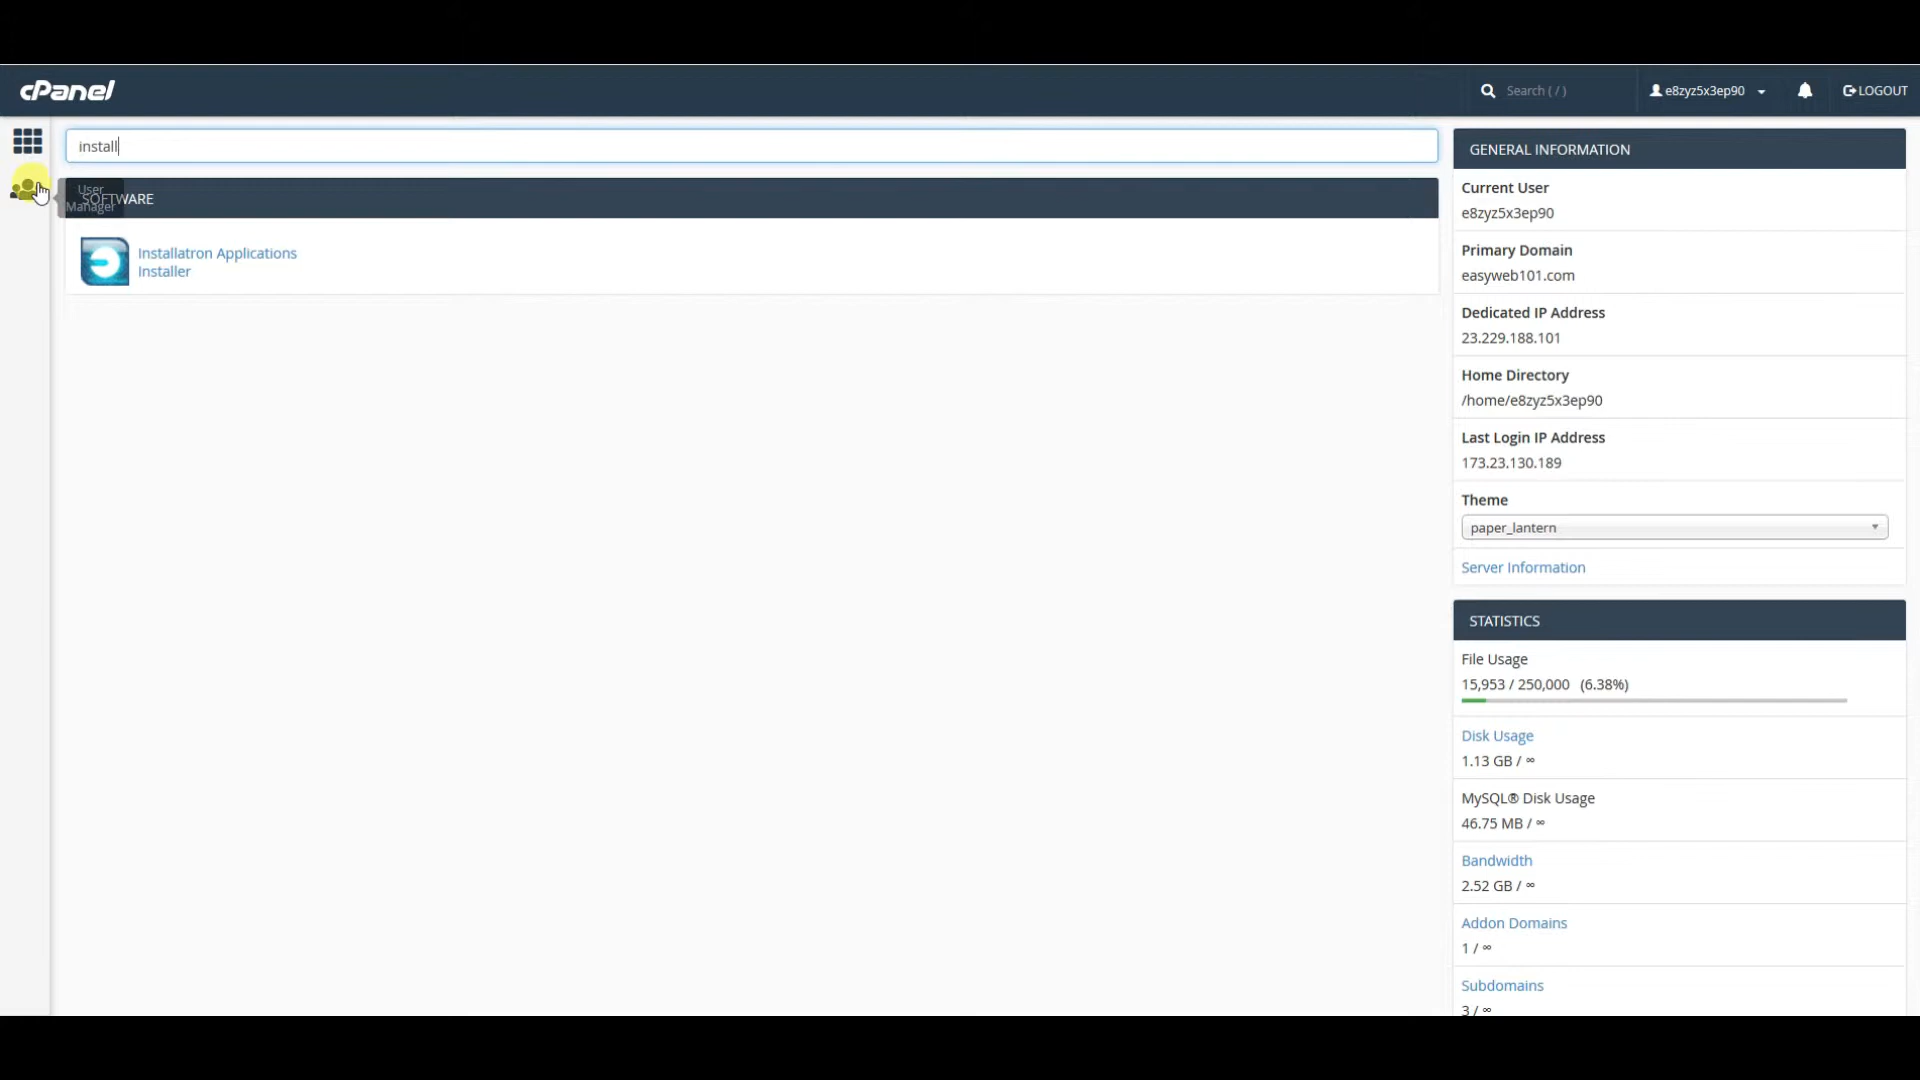 cPanel
Search ( / )
e8zyz5x3ep90
LOGOUT
install
User
Manager
SOFTWARE
Installatron Applications
Installer
GENERAL INFORMATION
Current User
e8zyz5x3ep90
Primary Domain
easyweb101.com
Dedicated IP Address
23.229.188.101
Home Directory
/home/e8zyz5x3ep90
Last Login IP Address
173.23.130.189
Theme
paper_lantern
Server Information
STATISTICS
File Usage
15,953 / 250,000 (6.38%)
Disk Usage
1.13 GB / ∞
MySQL® Disk Usage
46.75 MB / ∞
Bandwidth
2.52 GB / ∞
Addon Domains
1 / ∞
Subdomains
3 / ∞